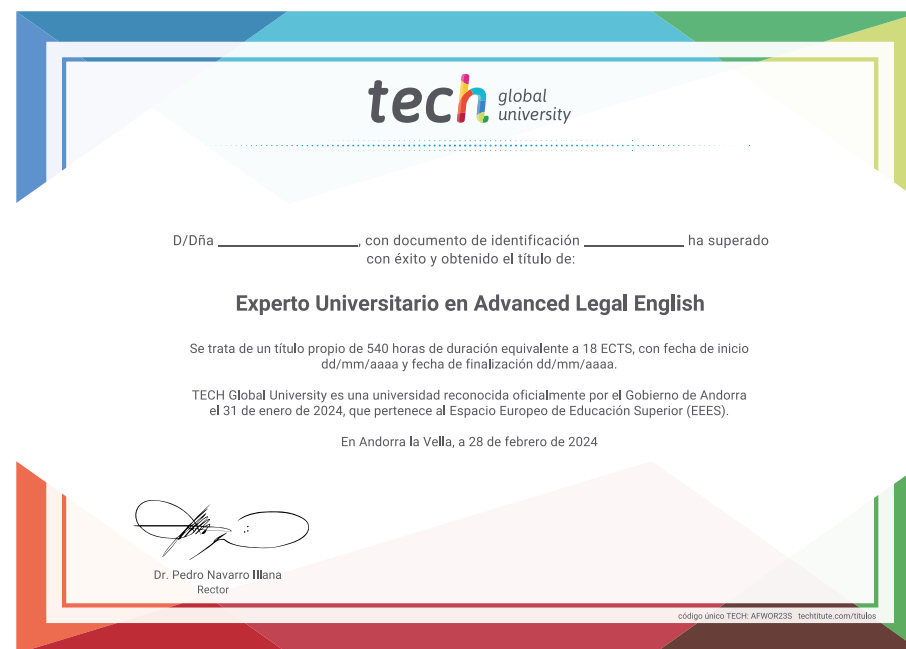 tech global university
D/Dña ____________, con documento de identificación ____________ ha superado
con éxito y obtenido el título de:
Experto Universitario en Advanced Legal English
Se trata de un título propio de 540 horas de duración equivalente a 18 ECTS, con fecha de inicio
dd/mm/aaaa y fecha de finalización dd/mm/aaaa.
TECH Global University es una universidad reconocida oficialmente por el Gobierno de Andorra
el 31 de enero de 2024, que pertenece al Espacio Europeo de Educación Superior (EEES).
En Andorra la Vella, a 28 de febrero de 2024
Dr. Pedro Navarro Illana
Rector
código único TECH: AFWOR23S techtitute.com/titulos